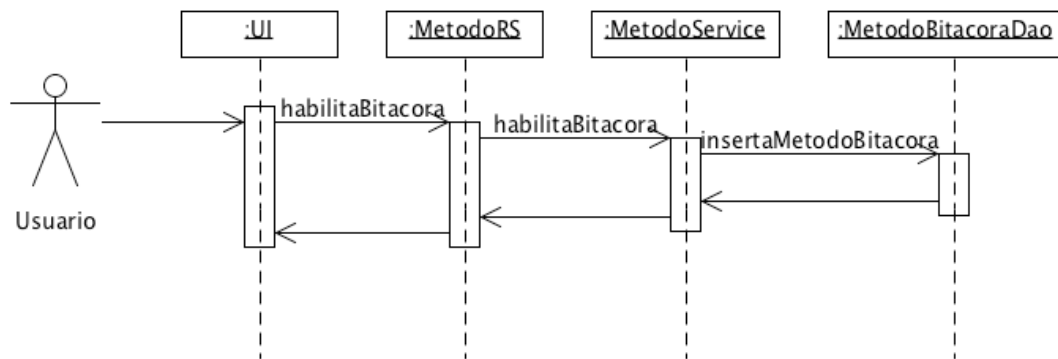 :UI
:MetodoRS
:MetodoService
:MetodoBitacoraDao
habilitaBitacora
habilitaBitacora
insertaMetodoBitacora
Usuario